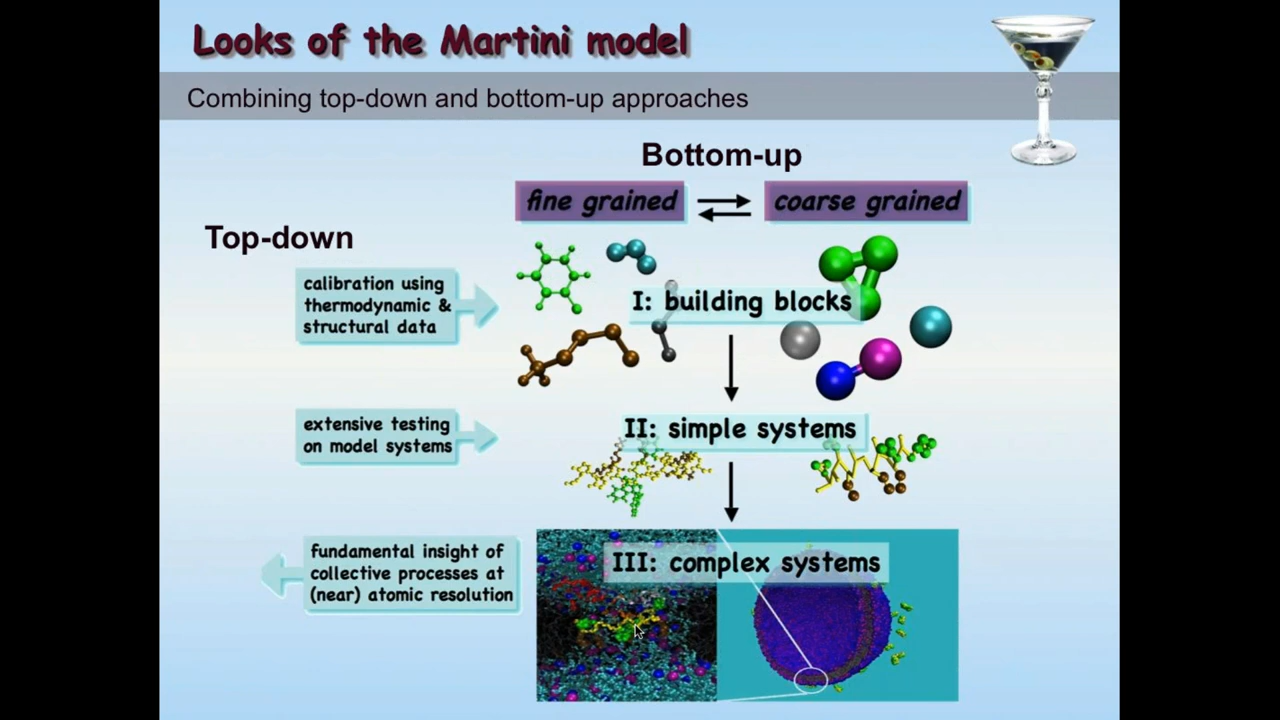 Looks of the Martini model
Combining top-down and bottom-up approaches
Bottom-up
fine grained
coarse grained
Top-down
calibration using
thermodynamic &
structural data
I: building blocks
extensive testing
on model systems
II: simple systems
fundamental insight of
collective processes at
(near) atomic resolution
III: complex systems